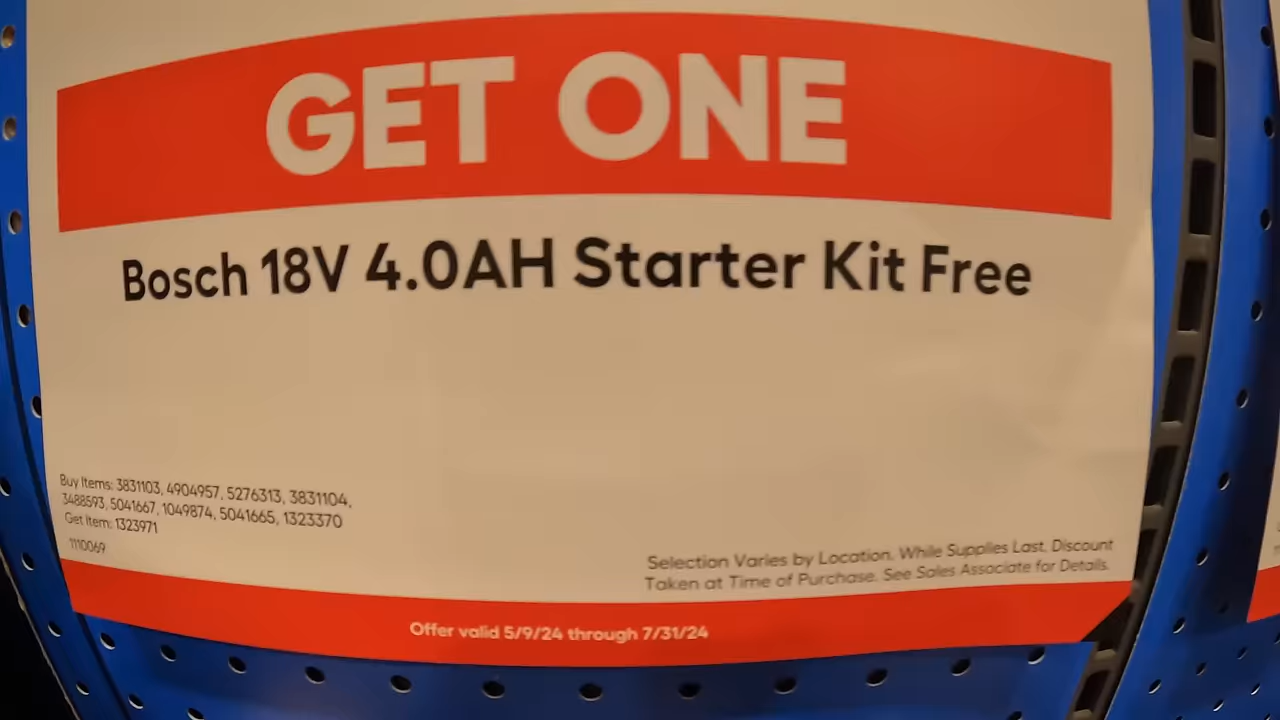 GET ONE
Bosch 18V 4.0AH Starter Kit Free
Buy Items: 3831103, 4904957, 5276313, 3831104,
3488593, 5041667, 1049874, 5041665, 1323370
Get Item: 1323971
1110069
Selection Varies by Location. While Supplies Last. Discount
Taken at Time of Purchase. See Sales Associate for Details.
Offer valid 5/9/24 through 7/31/24